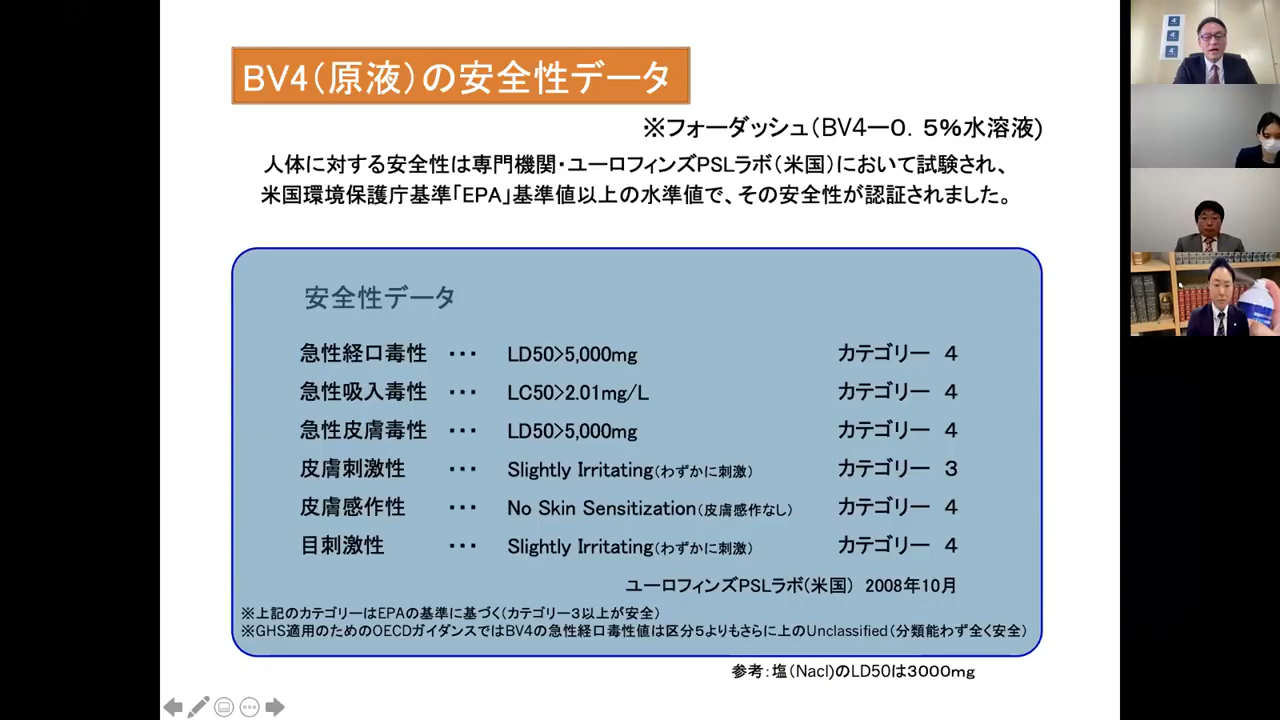 BV4(原液)の安全性データ
※フォーダッシュ(BV4ー0．5%水溶液)
人体に対する安全性は専門機関・ユーロフィンズPSLラボ(米国)において試験され、
米国環境保護庁基準「EPA」基準値以上の水準値で、その安全性が認証されました。
安全性データ
急性経口毒性 ・・・ LD50>5,000mg カテゴリー 4
急性吸入毒性 ・・・ LC50>2.01mg/L カテゴリー 4
急性皮膚毒性 ・・・ LD50>5,000mg カテゴリー 4
皮膚刺激性 ・・・ Slightly Irritating(わずかに刺激) カテゴリー 3
皮膚感作性 ・・・ No Skin Sensitization(皮膚感作なし) カテゴリー 4
目刺激性 ・・・ Slightly Irritating(わずかに刺激) カテゴリー 4
ユーロフィンズPSLラボ(米国) 2008年10月
※上記のカテゴリーはEPAの基準に基づく(カテゴリー3以上が安全)
※GHS適用のためのOECDガイダンスではBV4の急性経口毒性値は区分5よりもさらに上のUnclassified(分類能わず全く安全)
参考：塩(Nacl)のLD50は3000mg